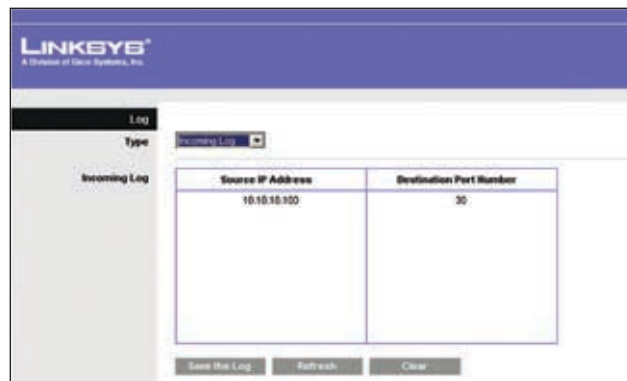 LINKSYS®
A Division of Cisco Systems, Inc.
Log
Type
Incoming Log
Incoming Log
Source IP Address
Destination Port Number
10.10.10.100
30
Save the Log
Refresh
Clear